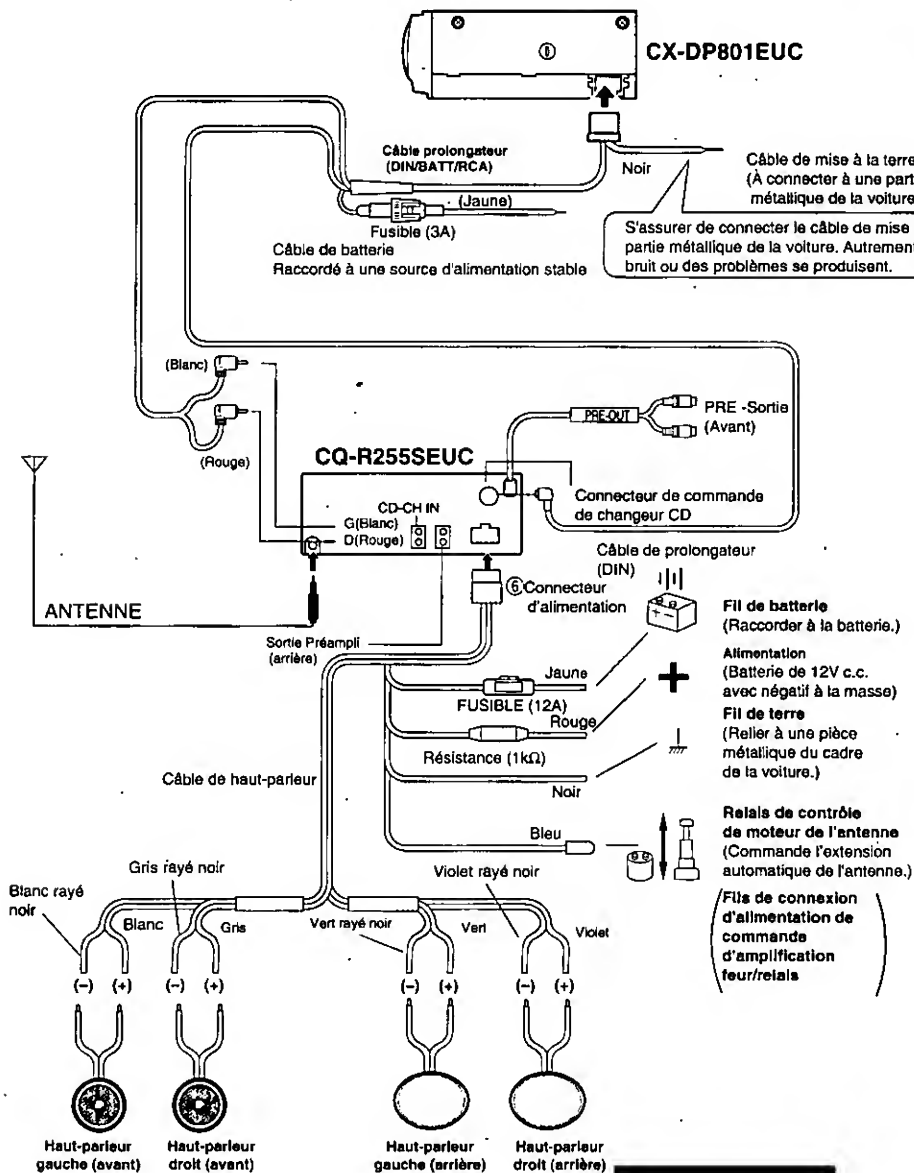 CX-DP801EUC
Câble prolongateur
(DIN/BATT/RCA)
Noir
Câble de mise à la terre
(À connecter à une part
métallique de la voiture
(Jaune)
Fusible (3A)
Câble de batterie
Raccordé à une source d'alimentation stable
S'assurer de connecter le câble de mise
partie métallique de la voiture. Autrement
bruit ou des problèmes se produisent.
(Blanc)
(Rouge)
PRE-OUT
PRE -Sortie
(Avant)
CQ-R255SEUC
CD-CH IN
G(Blanc)
D(Rouge)
Connecteur de commande
de changeur CD
Câble de prolongateur
(DIN)
ANTENNE
⑥Connecteur
d'alimentation
Sortie Préampli
(arrière)
Jaune
FUSIBLE (12A)
Fil de batterie
(Raccorder à la batterie.)
Rouge
Résistance (1kΩ)
Alimentation
(Batterie de 12V c.c.
avec négatif à la masse)
Noir
Fil de terre
(Relier à une pièce
métallique du cadre
de la voiture.)
Câble de haut-parleur
Bleu
Relais de contrôle
de moteur de l'antenne
(Commande l'extension
automatique de l'antenne.)
(Fils de connexion
d'alimentation de
commande
d'amplification
feur/relais)
Blanc rayé
noir
Blanc
Gris rayé noir
Gris
Vert rayé noir
Vert
Violet rayé noir
Violet
(-) (+) (-) (+) (-) (+) (-) (+)
Haut-parleur
gauche (avant)
Haut-parleur
droit (avant)
Haut-parleur
gauche (arrière)
Haut-parleur
droit (arrière)